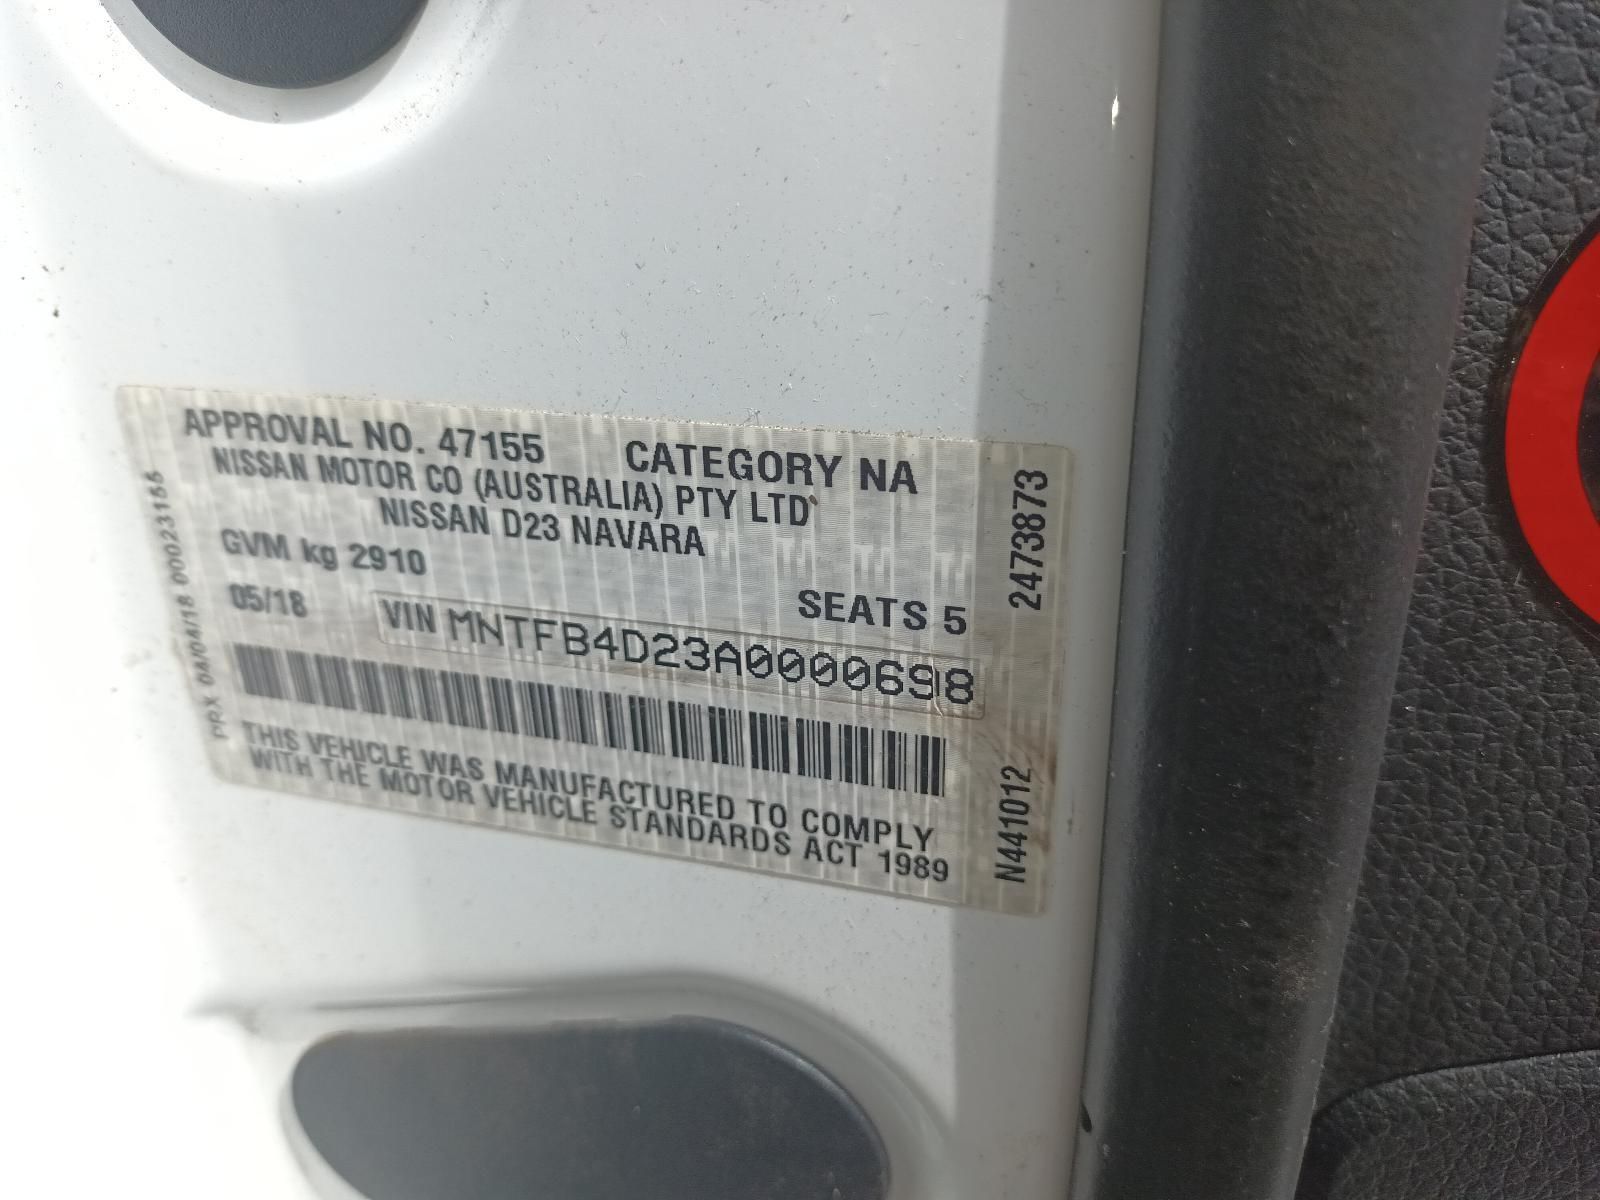 APPROVAL NO. 47155 CATEGORY NA
NISSAN MOTOR CO (AUSTRALIA) PTY LTD
NISSAN D23 NAVARA
GVM kg 2910
SEATS 5
05/18 VIN MNTFB4D23A0000698
THIS VEHICLE WAS MANUFACTURED TO COMPLY
WITH THE MOTOR VEHICLE STANDARDS ACT 1989
PRX 04/04/18 00023155
2473873
N441012